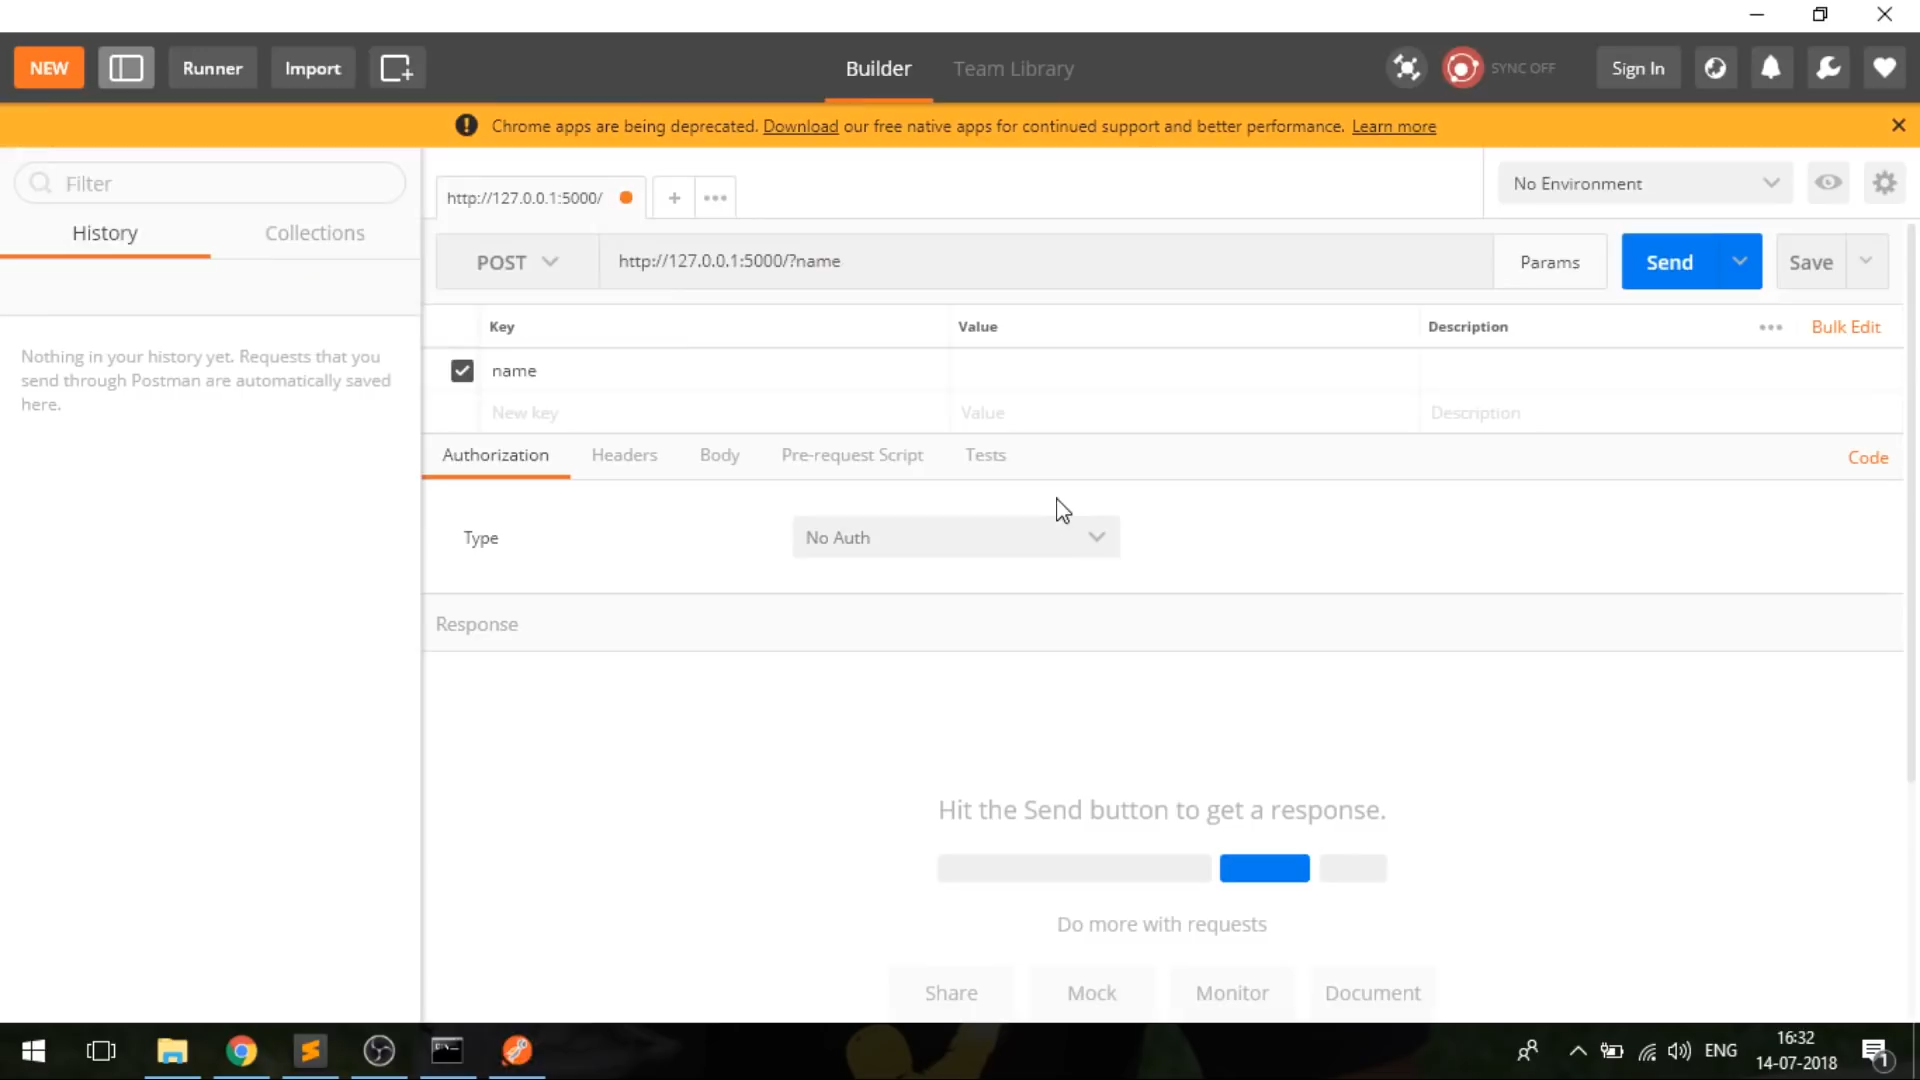 NEW
Runner
Import
Builder
Team Library
SYNC OFF
Sign In
Chrome apps are being deprecated. Download our free native apps for continued support and better performance. Learn more
Filter
History
Collections
Nothing in your history yet. Requests that you
send through Postman are automatically saved
here.
http://127.0.0.1:5000/
No Environment
POST
http://127.0.0.1:5000/?name
Params
Send
Save
Key
Value
Description
Bulk Edit
name
New key
Value
Description
Authorization
Headers
Body
Pre-request Script
Tests
Code
Type
No Auth
Response
Hit the Send button to get a response.
Do more with requests
Share
Mock
Monitor
Document
ENG
16:32
14-07-2018
1